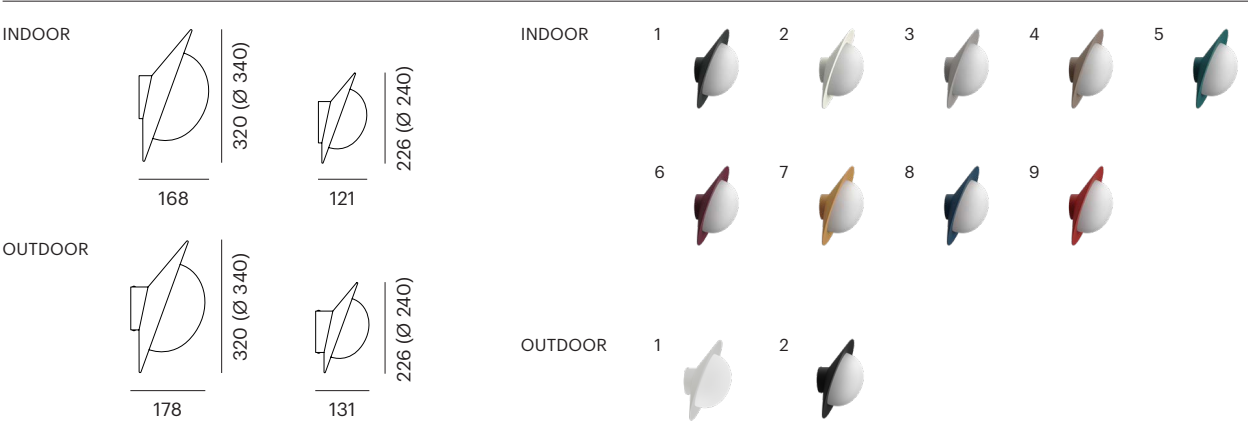 INDOOR
320 (Ø 340)
226 (Ø 240)
168
121
OUTDOOR
320 (Ø 340)
226 (Ø 240)
178
131
INDOOR 1 2 3 4 5
6 7 8 9
OUTDOOR 1 2